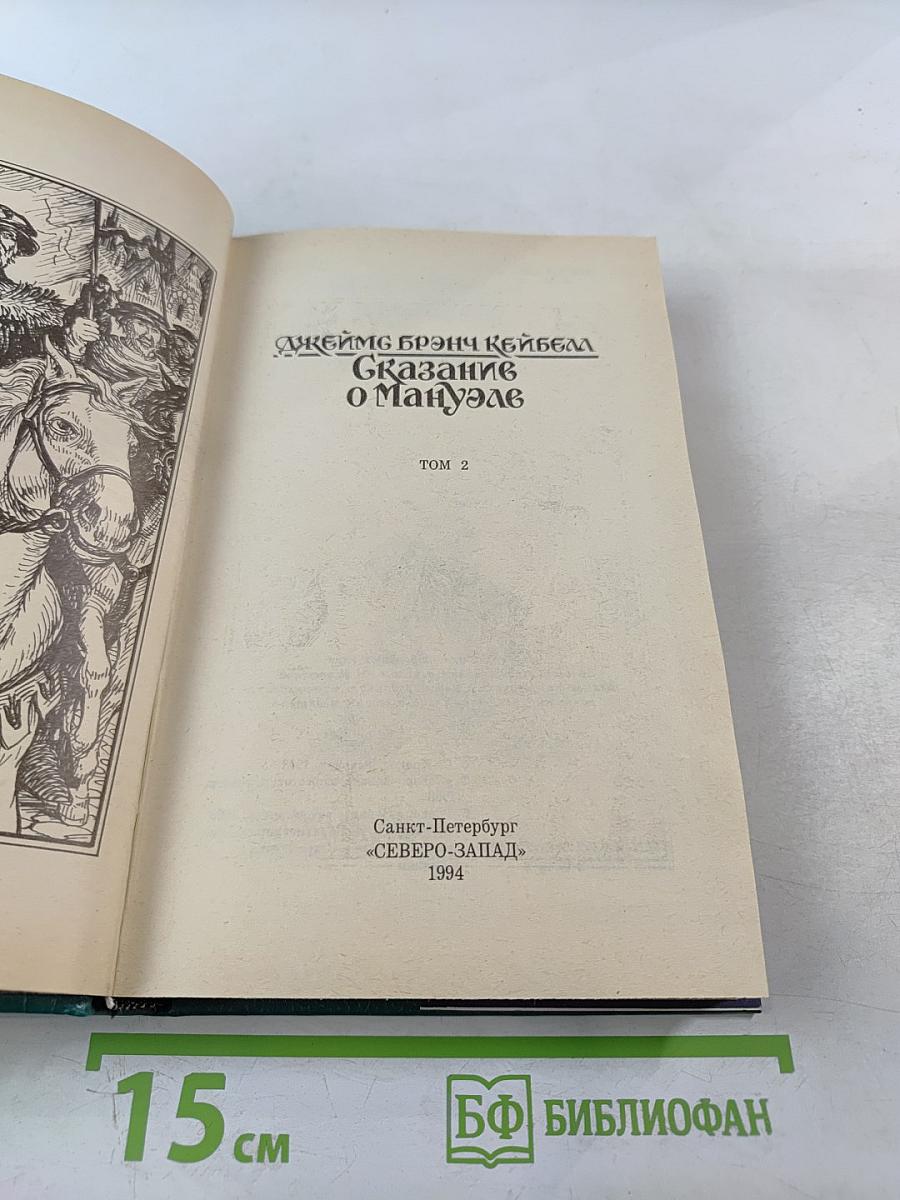 Джеймс Брэнч Кейбелл
Сказание
о Мануэле
ТОМ 2
Санкт-Петербург
«СЕВЕРО-ЗАПАД»
1994
15 см
БФ БИБЛИОФАН